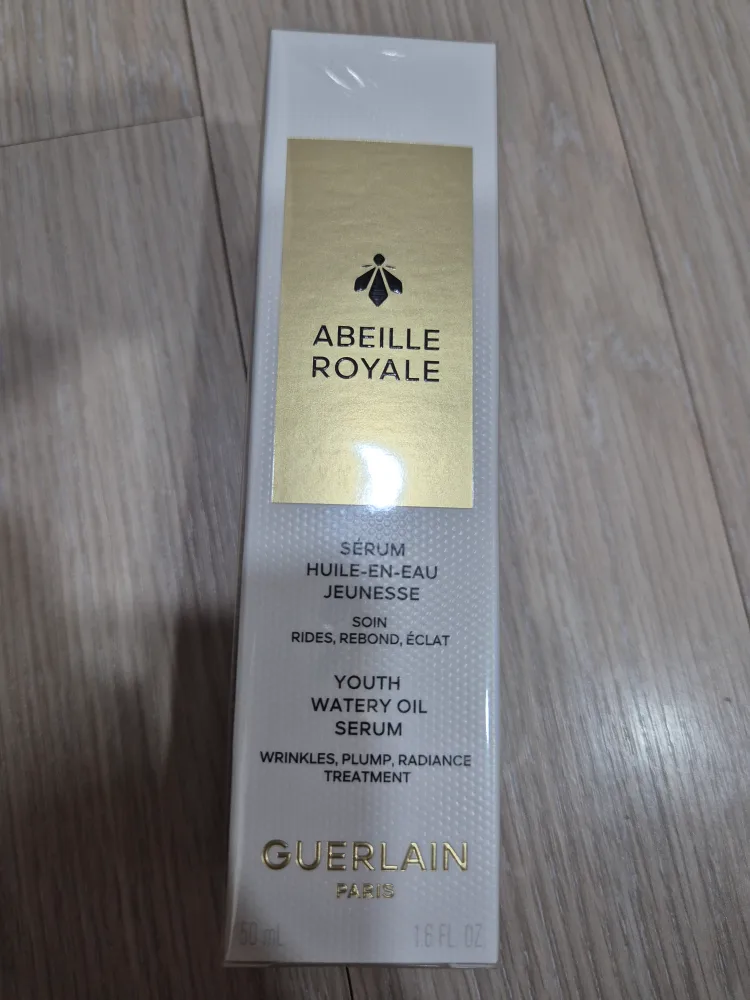 ABEILLE
ROYALE
SÉRUM
HUILE-EN-EAU
JEUNESSE
SOIN
RIDES, REBOND, ÉCLAT
YOUTH
WATERY OIL
SERUM
WRINKLES, PLUMP, RADIANCE
TREATMENT
GUERLAIN
PARIS
50 mL 1.6 FL. OZ